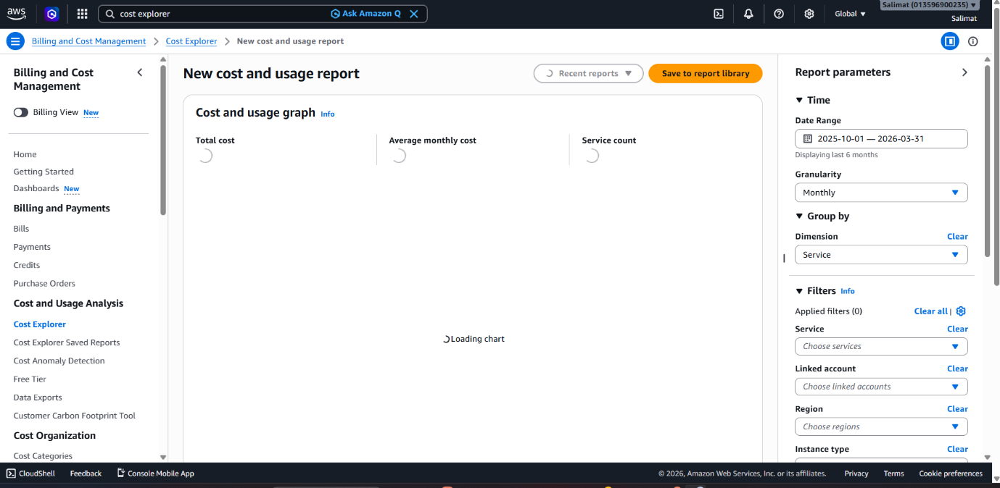 aws
cost explorer
Ask Amazon Q
Global
Salimat (013596900235)
Salimat
Billing and Cost Management
Cost Explorer
New cost and usage report
Billing and Cost
Management
Billing View New
Home
Getting Started
Dashboards New
Billing and Payments
Bills
Payments
Credits
Purchase Orders
Cost and Usage Analysis
Cost Explorer
Cost Explorer Saved Reports
Cost Anomaly Detection
Free Tier
Data Exports
Customer Carbon Footprint Tool
Cost Organization
Cost Categories
New cost and usage report
Recent reports
Save to report library
Cost and usage graph Info
Total cost
Average monthly cost
Service count
Loading chart
Report parameters
Time
Date Range
2025-10-01 — 2026-03-31
Displaying last 6 months
Granularity
Monthly
Group by
Dimension Clear
Service
Filters Info
Applied filters (0) Clear all |
Service Clear
Choose services
Linked account Clear
Choose linked accounts
Region Clear
Choose regions
Instance type Clear
CloudShell Feedback Console Mobile App © 2026, Amazon Web Services, Inc. or its affiliates. Privacy Terms Cookie preferences